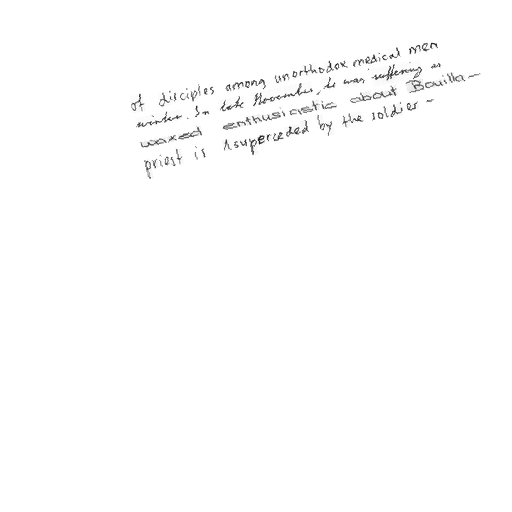 of disciples among unorthodox medical men
winter. In late November, he was suffering as
waxed enthusiastic about Bouilla-
priest is superceded by the soldier-